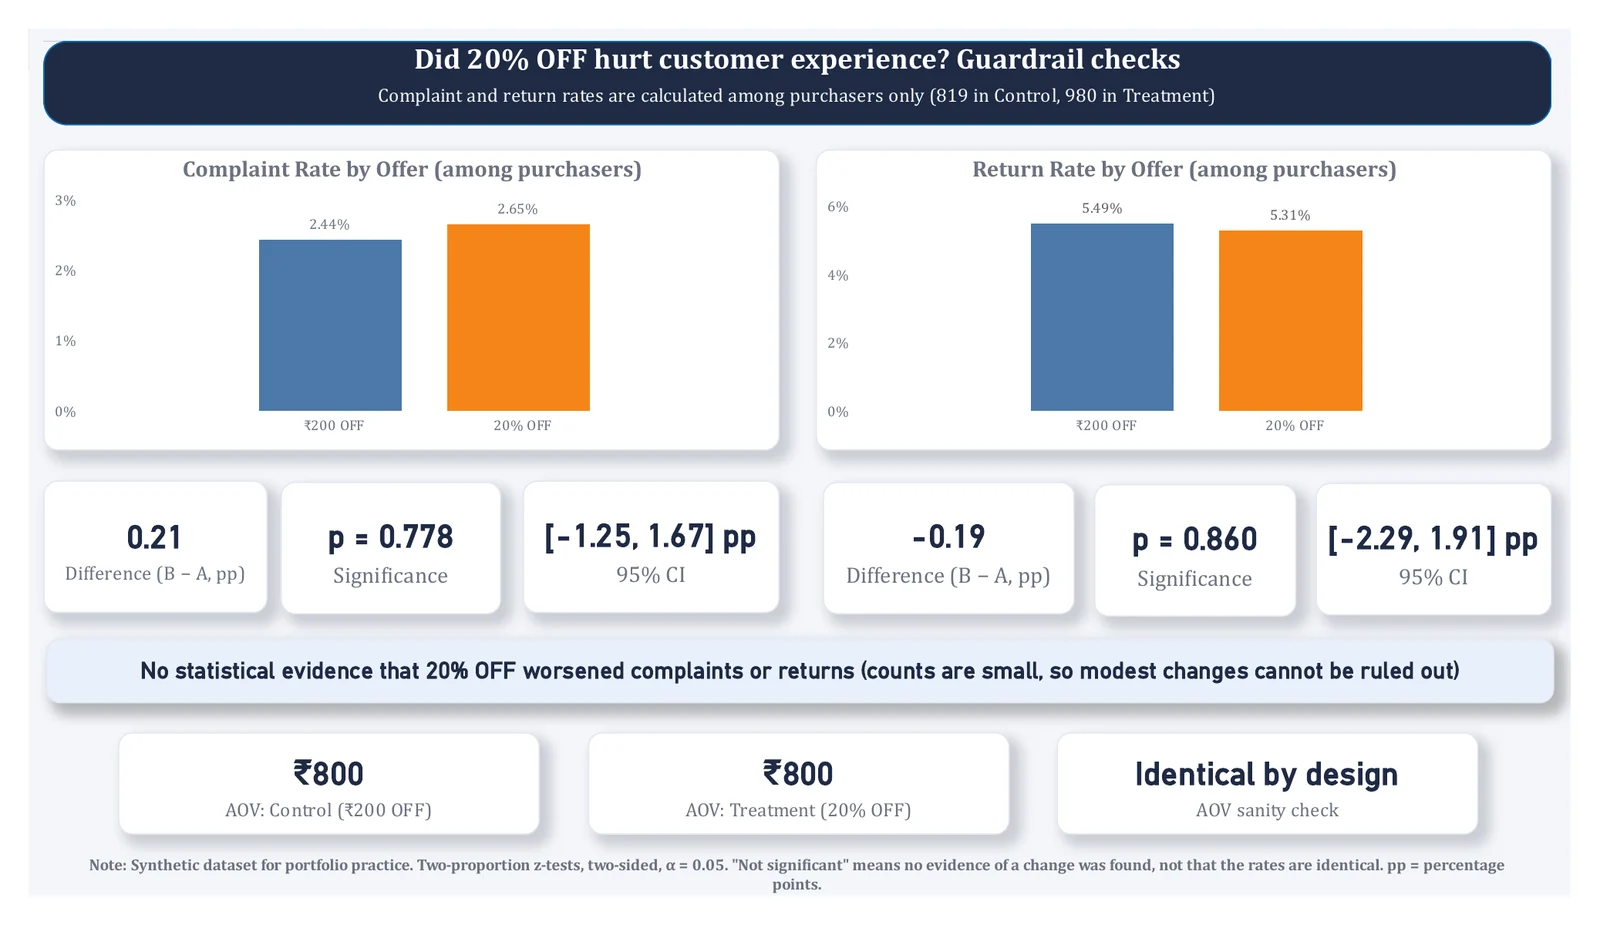 Did 20% OFF hurt customer experience? Guardrail checks
Complaint and return rates are calculated among purchasers only (819 in Control, 980 in Treatment)
Complaint Rate by Offer (among purchasers)
3%
2%
1%
0%
2.44%
2.65%
₹200 OFF
20% OFF
Return Rate by Offer (among purchasers)
6%
4%
2%
0%
5.49%
5.31%
₹200 OFF
20% OFF
0.21
Difference (B – A, pp)
p = 0.778
Significance
[-1.25, 1.67] pp
95% CI
-0.19
Difference (B – A, pp)
p = 0.860
Significance
[-2.29, 1.91] pp
95% CI
No statistical evidence that 20% OFF worsened complaints or returns (counts are small, so modest changes cannot be ruled out)
₹800
AOV: Control (₹200 OFF)
₹800
AOV: Treatment (20% OFF)
Identical by design
AOV sanity check
Note: Synthetic dataset for portfolio practice. Two-proportion z-tests, two-sided, α = 0.05. "Not significant" means no evidence of a change was found, not that the rates are identical. pp = percentage
points.